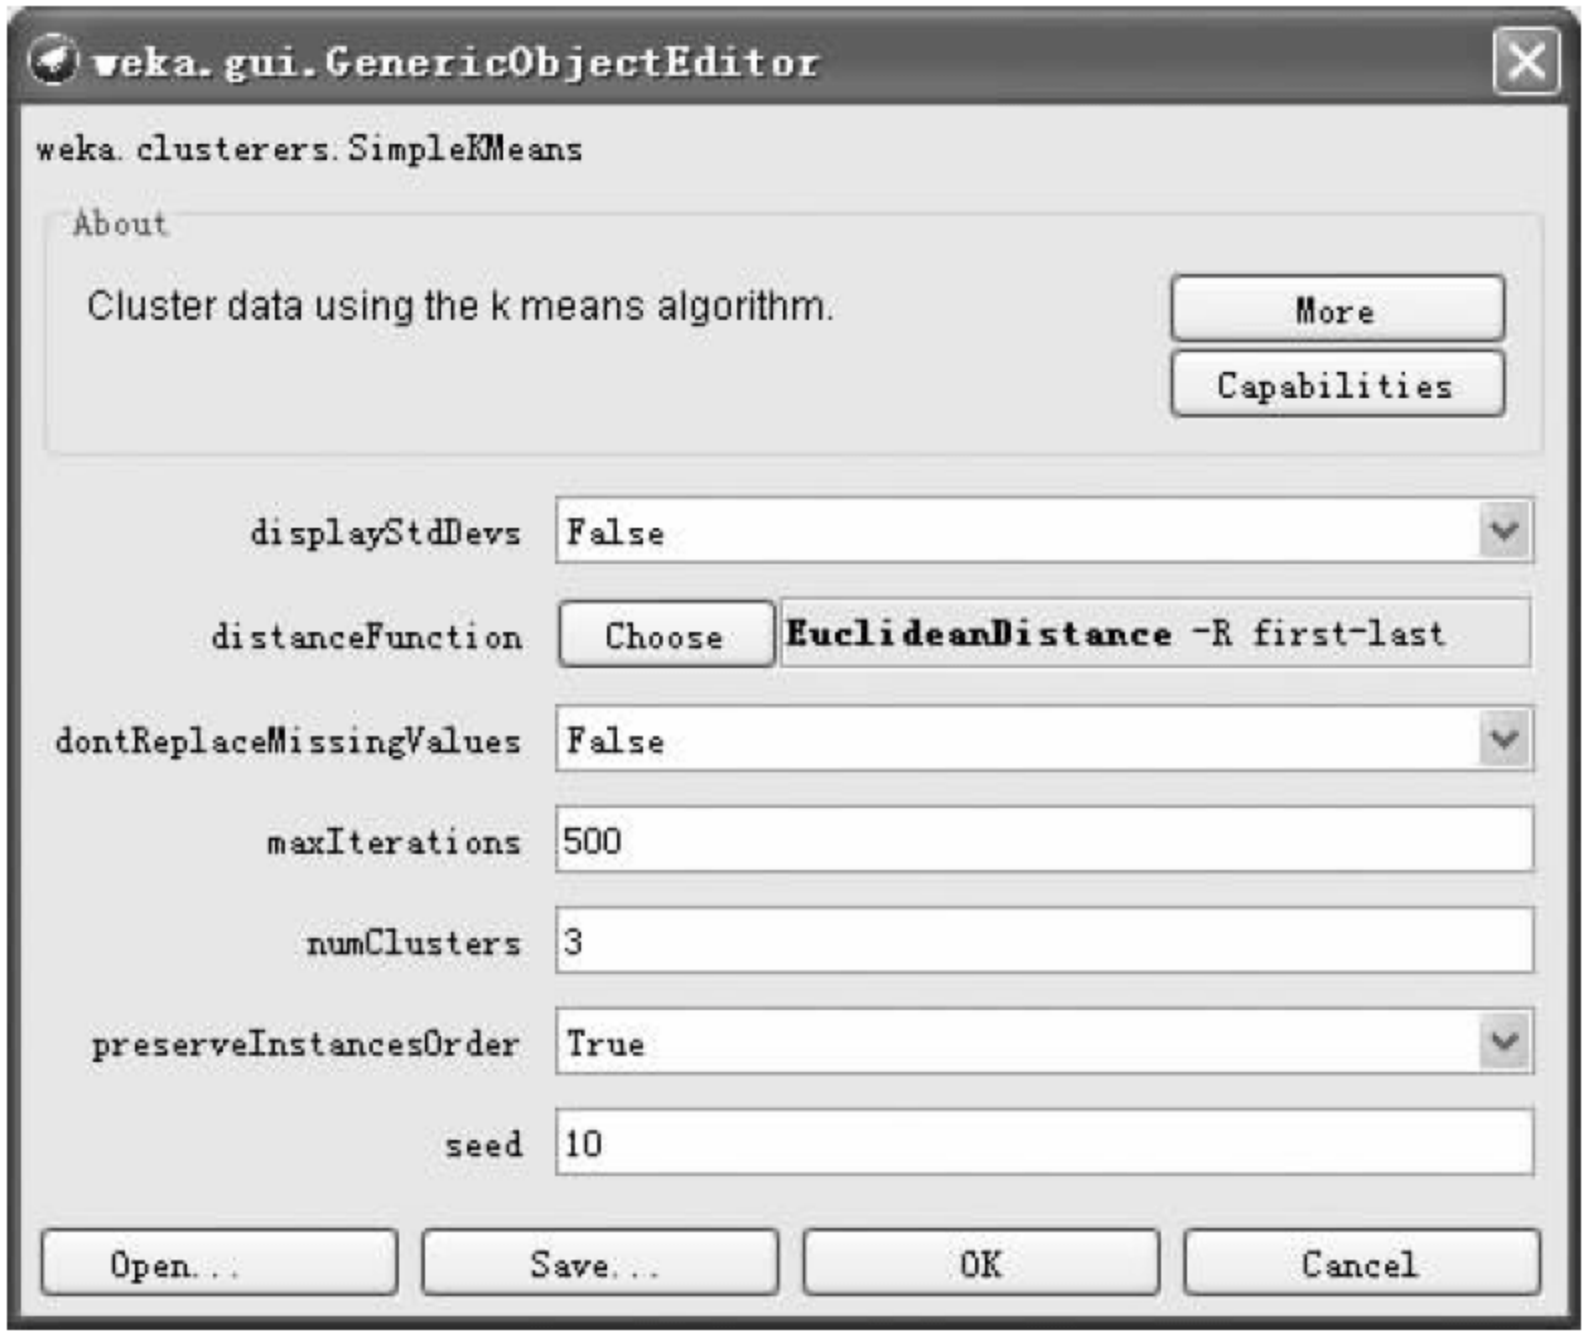 weka.gui.GenericObjectEditor
weka.clusterers.SimpleKMeans
About
Cluster data using the k means algorithm.
More
Capabilities
displayStdDevs False
distanceFunction Choose EuclideanDistance -R first-last
dontReplaceMissingValues False
maxIterations 500
numClusters 3
preserveInstancesOrder True
seed 10
Open... Save... OK Cancel